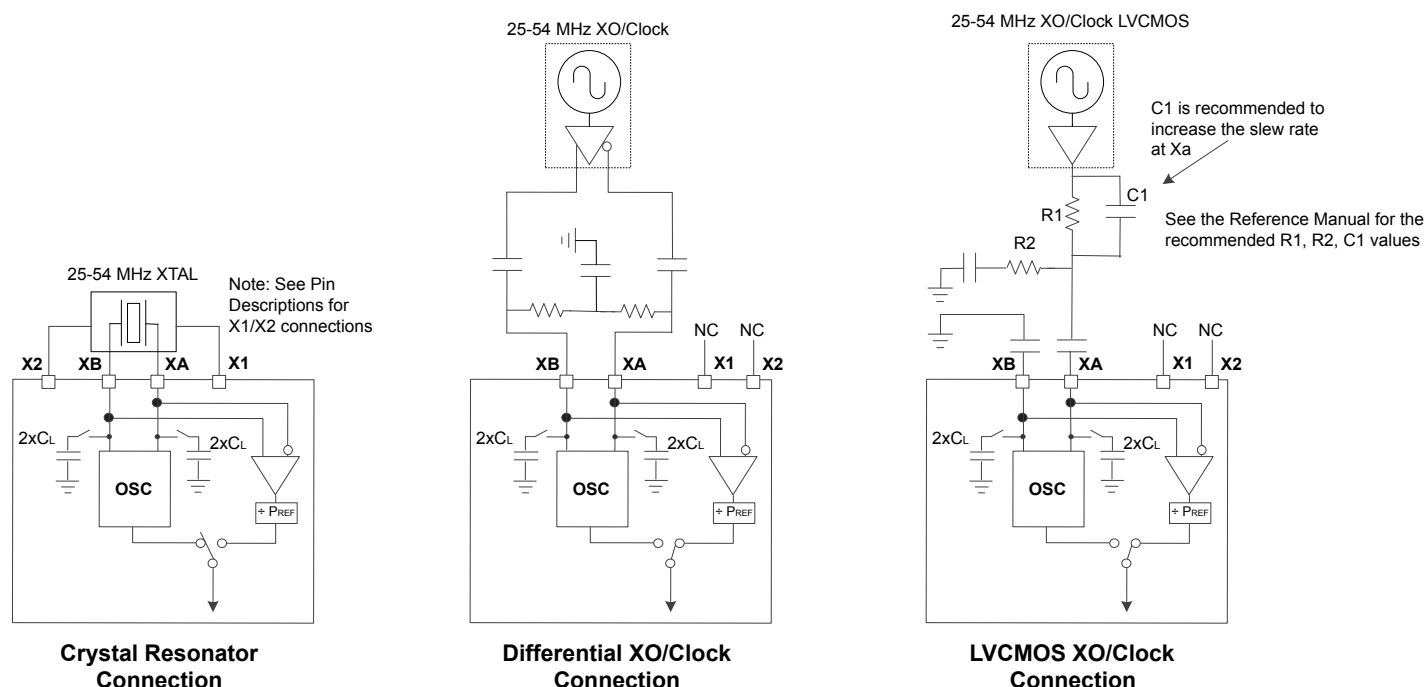 25-54 MHz XTAL
Note: See Pin
Descriptions for
X1/X2 connections
X2
XB
XA
X1
2xCL
2xCL
OSC
÷ PREF
Crystal Resonator
Connection
25-54 MHz XO/Clock
NC
NC
XB
XA
X1
X2
2xCL
2xCL
OSC
÷ PREF
Differential XO/Clock
Connection
25-54 MHz XO/Clock LVCMOS
C1 is recommended to
increase the slew rate
at Xa
C1
R1
See the Reference Manual for the
recommended R1, R2, C1 values
R2
NC
NC
XB
XA
X1
X2
2xCL
2xCL
OSC
÷ PREF
LVCMOS XO/Clock
Connection